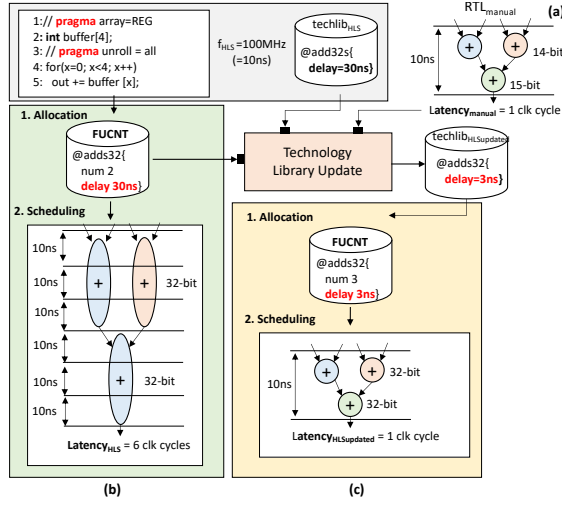 1:// pragma array=REG
2: int buffer[4];
3: // pragma unroll = all
4: for(x=0; x<4; x++)
5: out += buffer [x];
f_HLS=100MHz
(=10ns)
techlib_HLS
@add32s{
delay=30ns}
RTL_manual
(a)
10ns
+
+
14-bit
+
15-bit
Latency_manual = 1 clk cycle
1. Allocation
FUCNT
@adds32{
num 2
delay 30ns}
Technology
Library Update
techlib_HLSupdated
@adds32{
delay=3ns}
2. Scheduling
10ns
10ns
10ns
10ns
10ns
10ns
+
+
32-bit
+
32-bit
Latency_HLS = 6 clk cycles
(b)
1. Allocation
FUCNT
@adds32{
num 3
delay 3ns}
2. Scheduling
10ns
+
+
32-bit
+
32-bit
Latency_HLSupdated = 1 clk cycle
(c)